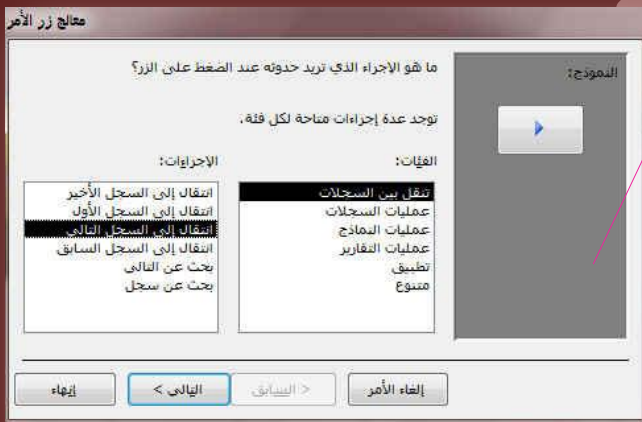 معالج زر الأمر
النموذج:
ما هو الإجراء الذي تريد حدوثه عند الضغط على الزر؟
توجد عدة إجراءات متاحة لكل فئة.
الفئات:
تنقل بين السجلات
عمليات السجلات
عمليات النماذج
عمليات التقارير
تطبيق
متنوع
الإجراءات:
انتقال إلى السجل الأخير
انتقال إلى السجل الأول
انتقال إلى السجل التالي
انتقال إلى السجل السابق
بحث عن التالي
بحث عن سجل
إلغاء الأمر
< السابق
التالي >
إنهاء